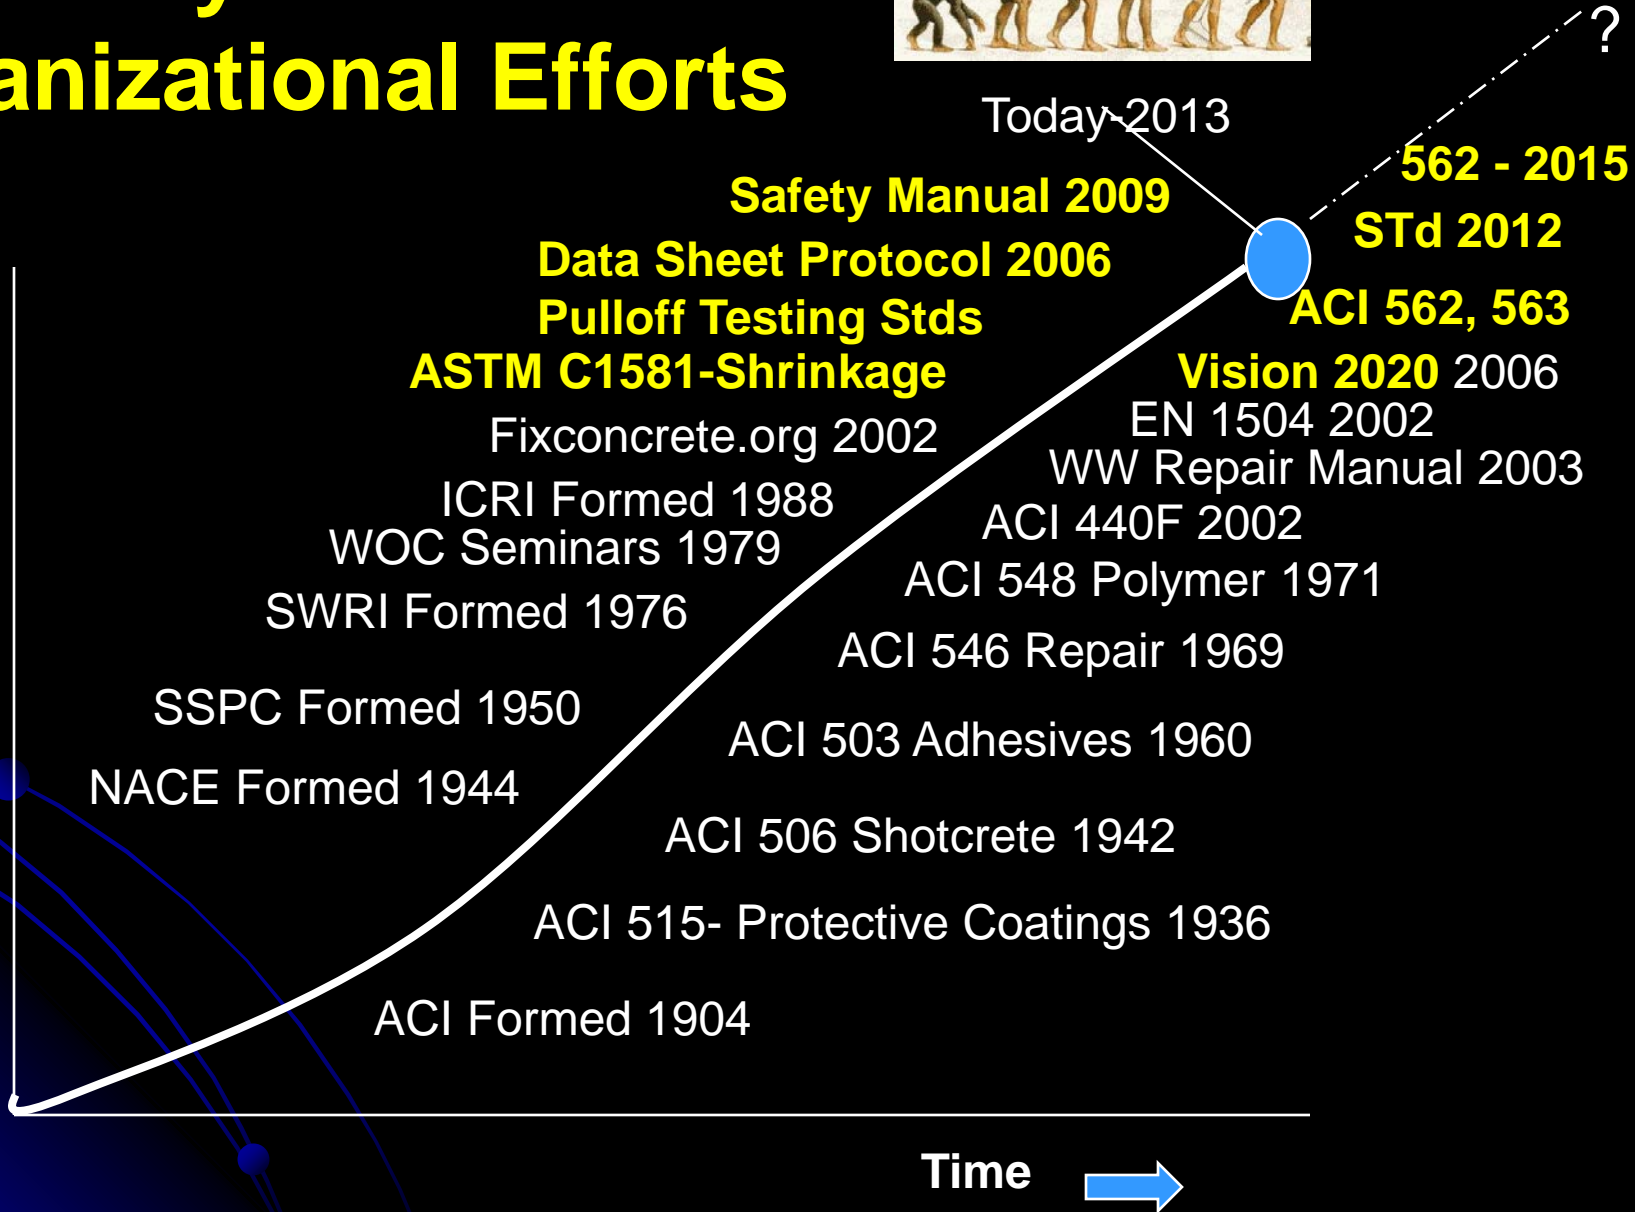 anizational Efforts
?
Today-2013
562 - 2015
Safety Manual 2009
STd 2012
Data Sheet Protocol 2006
ACI 562, 563
Pulloff Testing Stds
ASTM C1581-Shrinkage
Vision 2020 2006
Fixconcrete.org 2002
EN 1504 2002
WW Repair Manual 2003
ICRI Formed 1988
ACI 440F 2002
WOC Seminars 1979
ACI 548 Polymer 1971
SWRI Formed 1976
ACI 546 Repair 1969
SSPC Formed 1950
ACI 503 Adhesives 1960
NACE Formed 1944
ACI 506 Shotcrete 1942
ACI 515- Protective Coatings 1936
ACI Formed 1904
Time